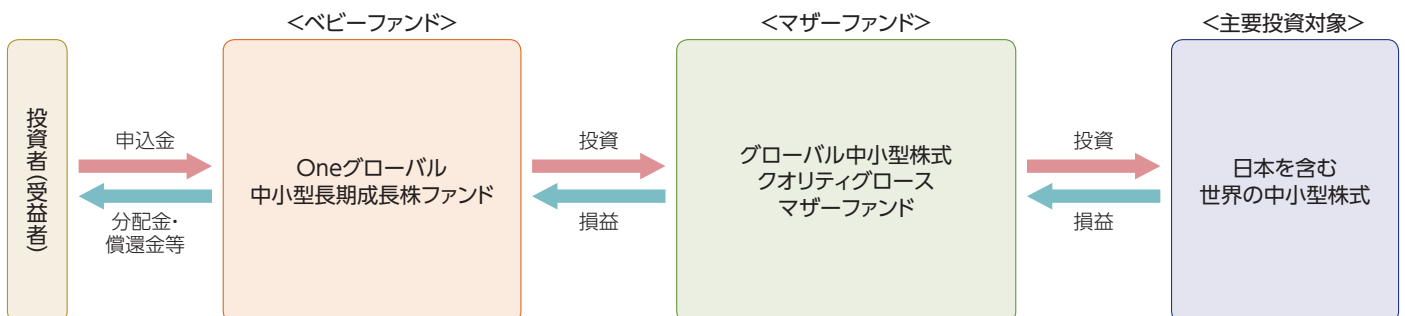 <ベビーファンド>
<マザーファンド>
<主要投資対象>
投資者(受益者)
申込金
分配金・
償還金等
Oneグローバル
中小型長期成長株ファンド
投資
損益
グローバル中小型株式
クオリティグロース
マザーファンド
投資
損益
日本を含む
世界の中小型株式